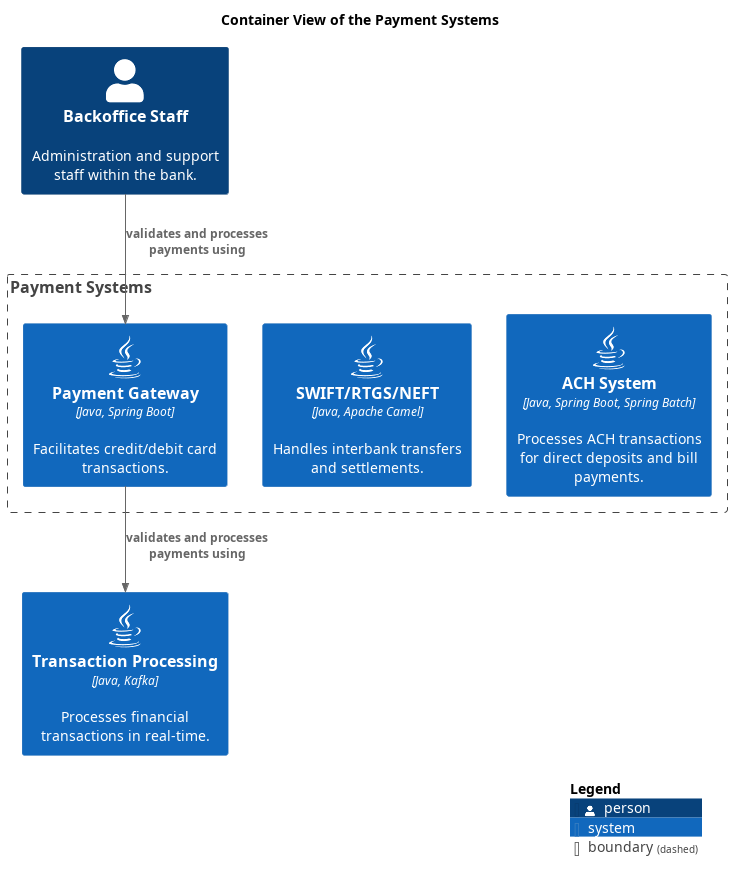 Container View of the Payment Systems
Backoffice Staff
Administration and support
staff within the bank.
validates and processes
payments using
Payment Systems
Payment Gateway
[Java, Spring Boot]
Facilitates credit/debit card
transactions.
SWIFT/RTGS/NEFT
[Java, Apache Camel]
Handles interbank transfers
and settlements.
ACH System
[Java, Spring Boot, Spring Batch]
Processes ACH transactions
for direct deposits and bill
payments.
validates and processes
payments using
Transaction Processing
[Java, Kafka]
Processes financial
transactions in real-time.
Legend
person
system
boundary (dashed)